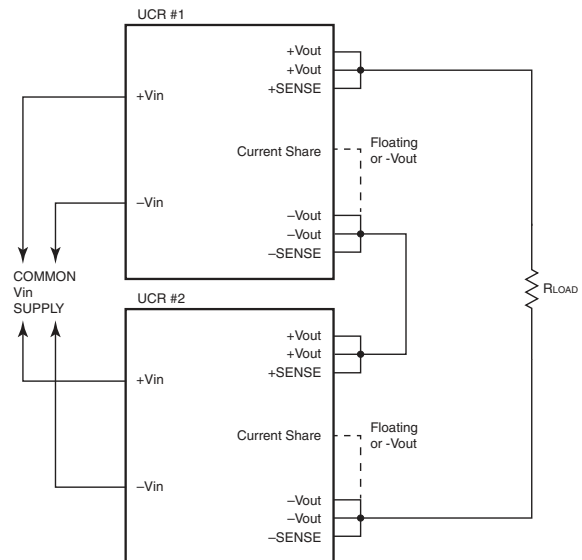 UCR #1
+Vout
+Vout
+SENSE
+Vin
Current Share
Floating
or -Vout
–Vin
–Vout
–Vout
–SENSE
COMMON
Vin
SUPPLY
RLOAD
UCR #2
+Vout
+Vout
+SENSE
+Vin
Current Share
Floating
or -Vout
–Vin
–Vout
–Vout
–SENSE